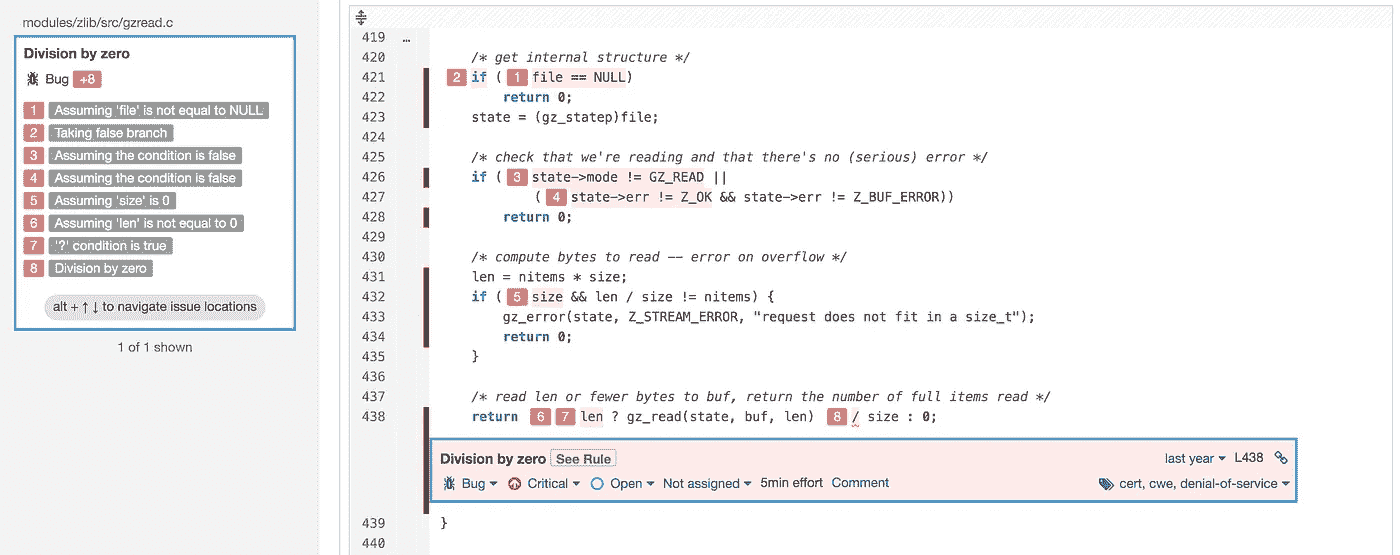 modules/zlib/src/gzread.c
Division by zero
Bug +8
1 Assuming 'file' is not equal to NULL
2 Taking false branch
3 Assuming the condition is false
4 Assuming the condition is false
5 Assuming 'size' is 0
6 Assuming 'len' is not equal to 0
7 '?' condition is true
8 Division by zero
alt + ↑ ↓ to navigate issue locations
1 of 1 shown
419 …
420 /* get internal structure */
421 2 if ( 1 file == NULL)
422 return 0;
423 state = (gz_statep)file;
424
425 /* check that we're reading and that there's no (serious) error */
426 if ( 3 state->mode != GZ_READ ||
427 ( 4 state->err != Z_OK && state->err != Z_BUF_ERROR))
428 return 0;
429
430 /* compute bytes to read -- error on overflow */
431 len = nitems * size;
432 if ( 5 size && len / size != nitems) {
433 gz_error(state, Z_STREAM_ERROR, "request does not fit in a size_t");
434 return 0;
435 }
436
437 /* read len or fewer bytes to buf, return the number of full items read */
438 return 6 7 len ? gz_read(state, buf, len) 8 / size : 0;
Division by zero See Rule last year L438
Bug Critical Open Not assigned 5min effort Comment cert, cwe, denial-of-service
439 }
440